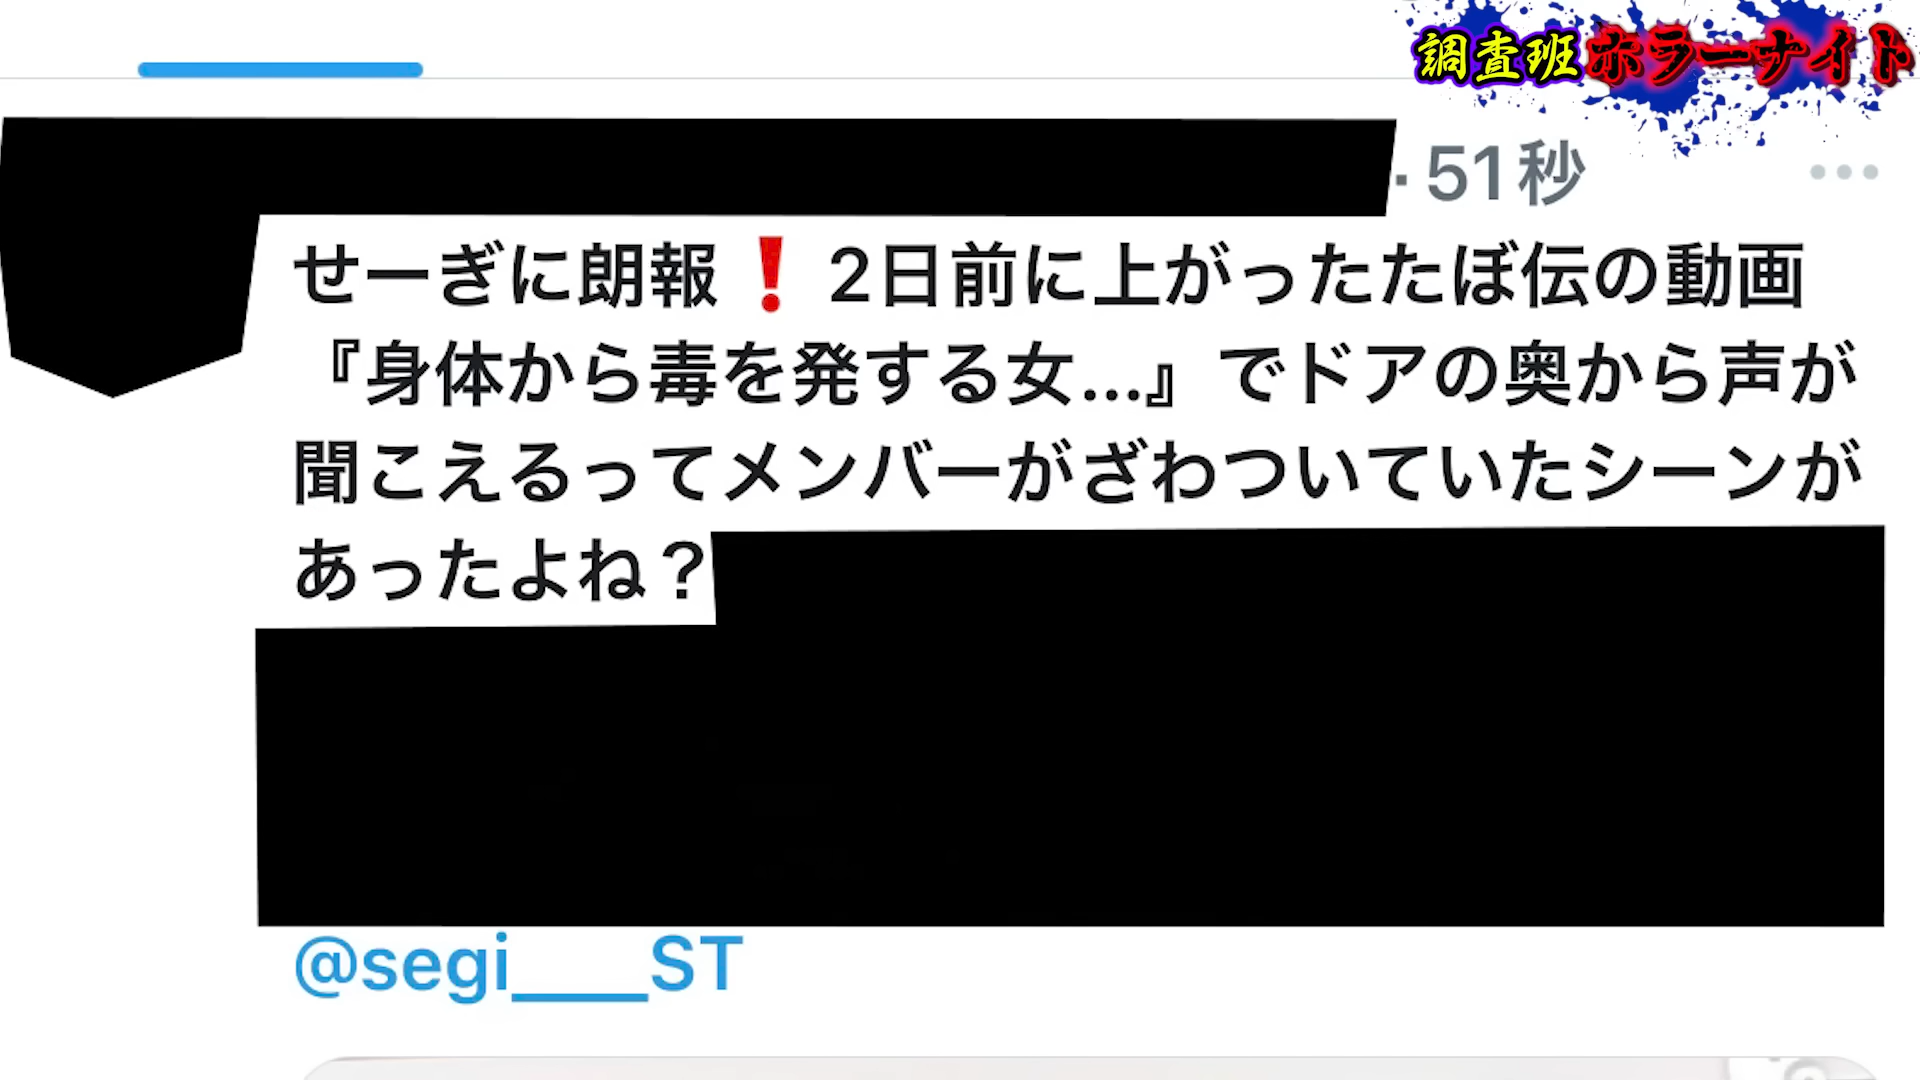 調査班ホラーナイト
· 51秒
せーぎに朗報❗2日前に上がったたぼ伝の動画
『身体から毒を発する女...』でドアの奥から声が
聞こえるってメンバーがざわついていたシーンが
あったよね？
@segi___ST